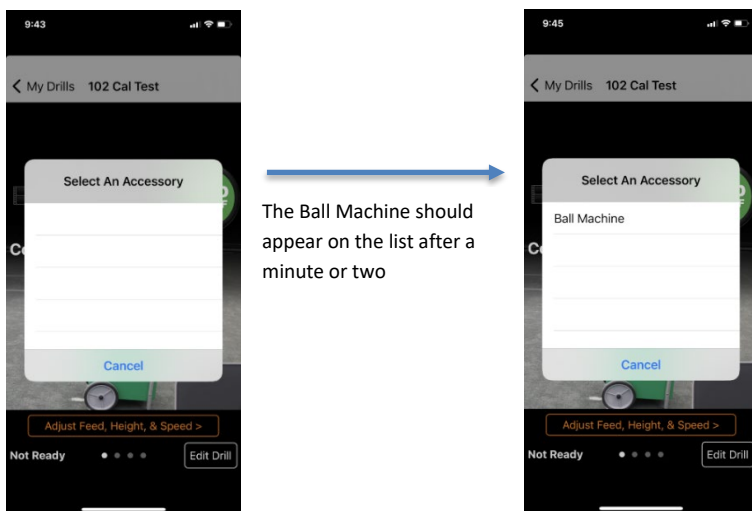 9:43
My Drills 102 Cal Test
Select An Accessory
Cancel
Adjust Feed, Height, & Speed >
Not Ready
Edit Drill
The Ball Machine should
appear on the list after a
minute or two
9:45
My Drills 102 Cal Test
Select An Accessory
Ball Machine
Cancel
Adjust Feed, Height, & Speed >
Not Ready
Edit Drill